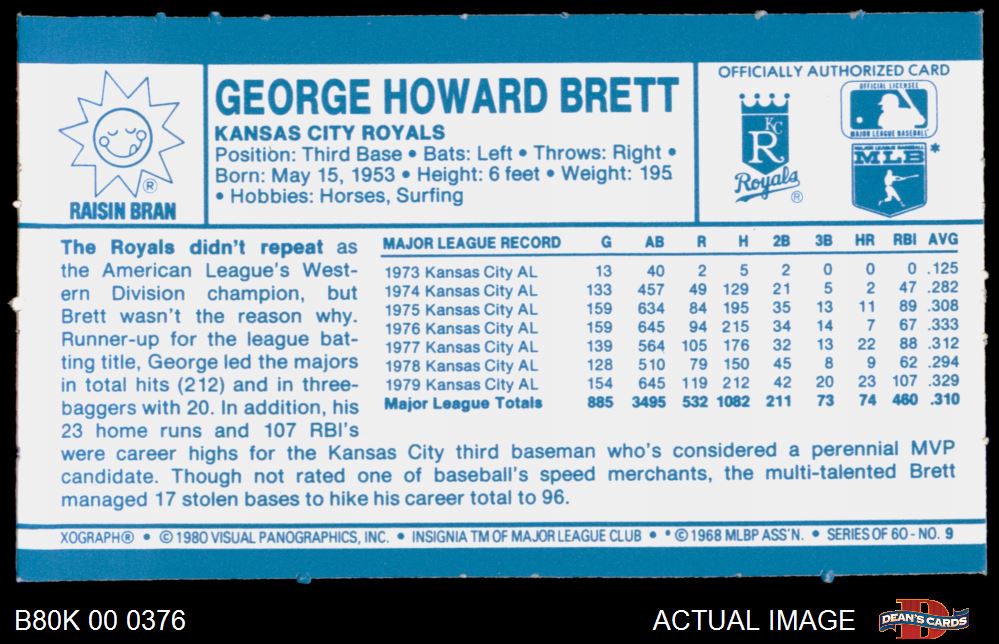 GEORGE HOWARD BRETT
KANSAS CITY ROYALS
Position: Third Base • Bats: Left • Throws: Right •
Born: May 15, 1953 • Height: 6 feet • Weight: 195
• Hobbies: Horses, Surfing
®
RAISIN BRAN
OFFICIALLY AUTHORIZED CARD
KC
R
Royals
®
OFFICIAL LICENSEE
MAJOR LEAGUE BASEBALL
MAJOR LEAGUE BASEBALL
MLB *
The Royals didn't repeat as
the American League's West-
ern Division champion, but
Brett wasn't the reason why.
Runner-up for the league bat-
ting title, George led the majors
in total hits (212) and in three-
baggers with 20. In addition, his
23 home runs and 107 RBI's
were career highs for the Kansas City third baseman who's considered a perennial MVP
candidate. Though not rated one of baseball's speed merchants, the multi-talented Brett
managed 17 stolen bases to hike his career total to 96.
MAJOR LEAGUE RECORD G AB R H 2B 3B HR RBI AVG
1973 Kansas City AL 13 40 2 5 2 0 0 0 .125
1974 Kansas City AL 133 457 49 129 21 5 2 47 .282
1975 Kansas City AL 159 634 84 195 35 13 11 89 .308
1976 Kansas City AL 159 645 94 215 34 14 7 67 .333
1977 Kansas City AL 139 564 105 176 32 13 22 88 .312
1978 Kansas City AL 128 510 79 150 45 8 9 62 .294
1979 Kansas City AL 154 645 119 212 42 20 23 107 .329
Major League Totals 885 3495 532 1082 211 73 74 460 .310
XOGRAPH® • © 1980 VISUAL PANOGRAPHICS, INC. • INSIGNIA TM OF MAJOR LEAGUE CLUB • * © 1968 MLBP ASS'N. • SERIES OF 60 - NO. 9
B80K 00 0376
ACTUAL IMAGE
D
DEAN'S CARDS